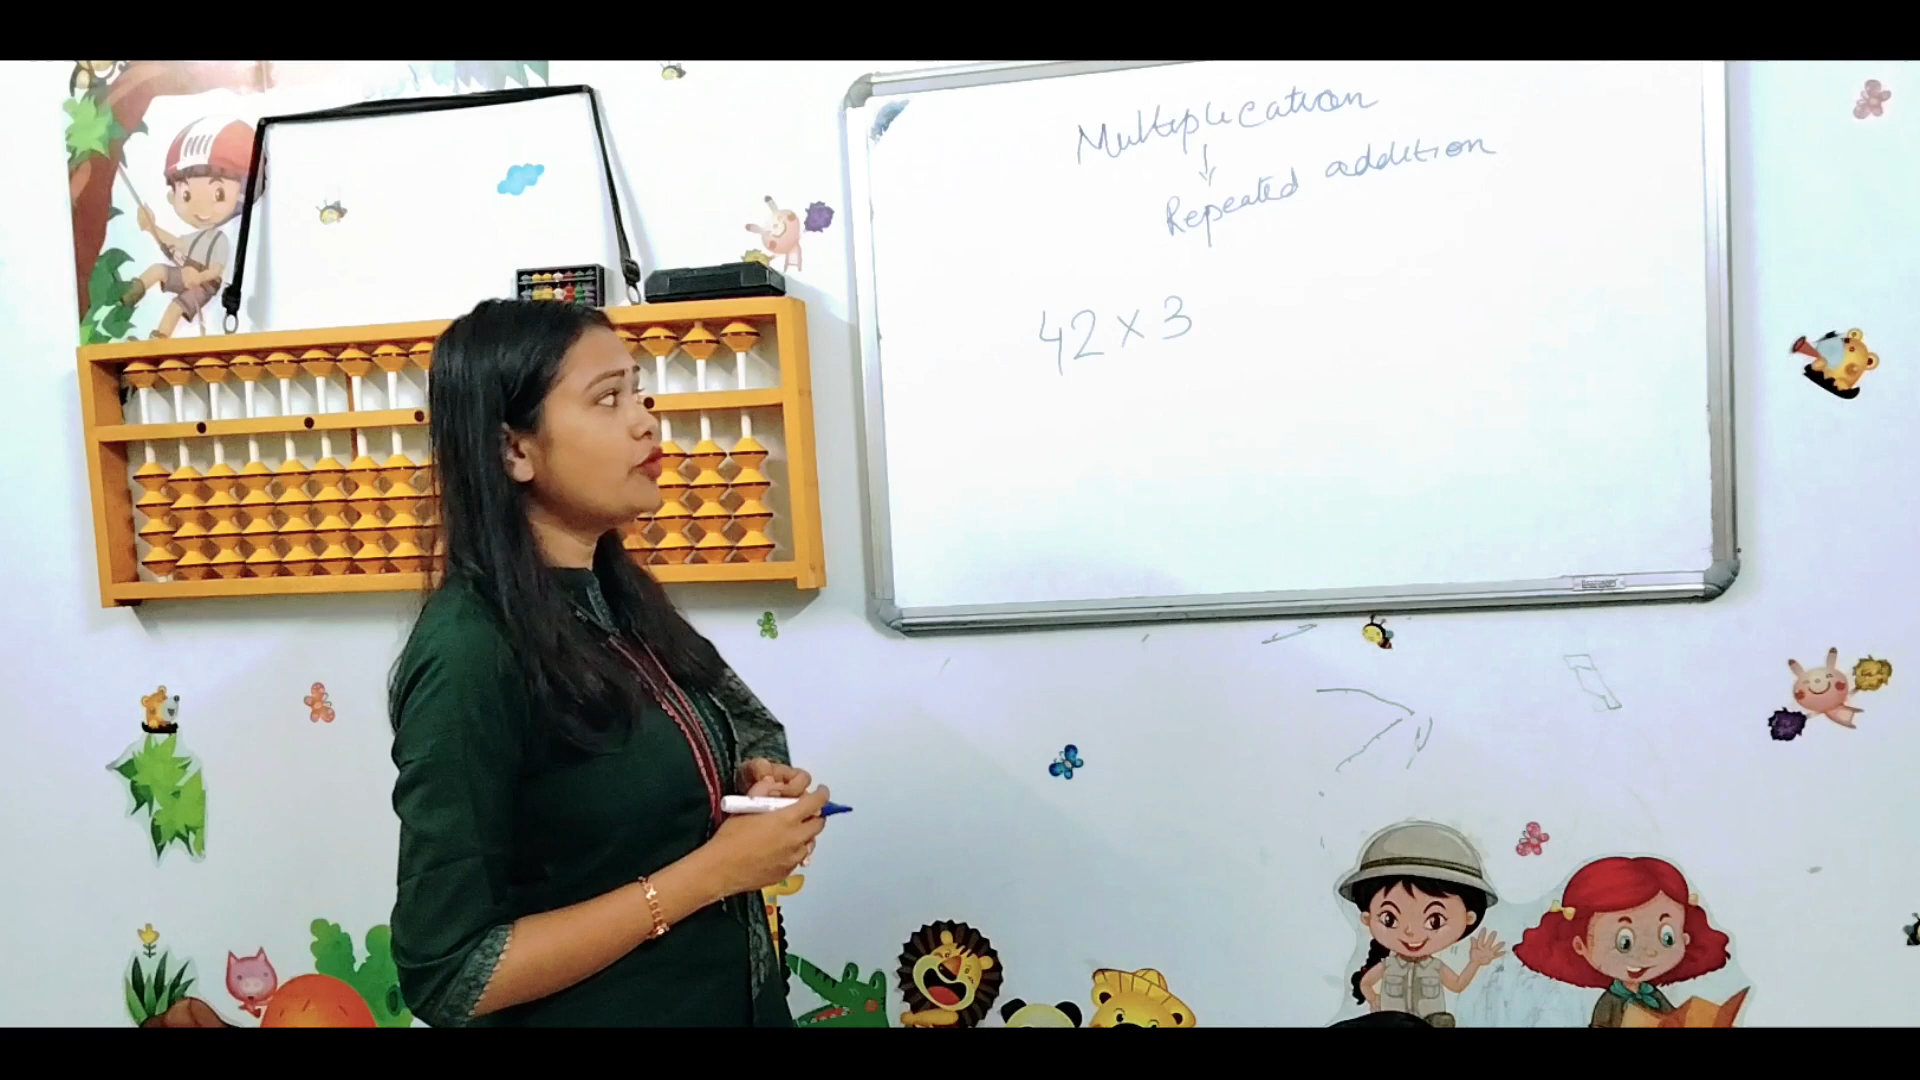 Multiplication
↓
Repeated addition
42 × 3